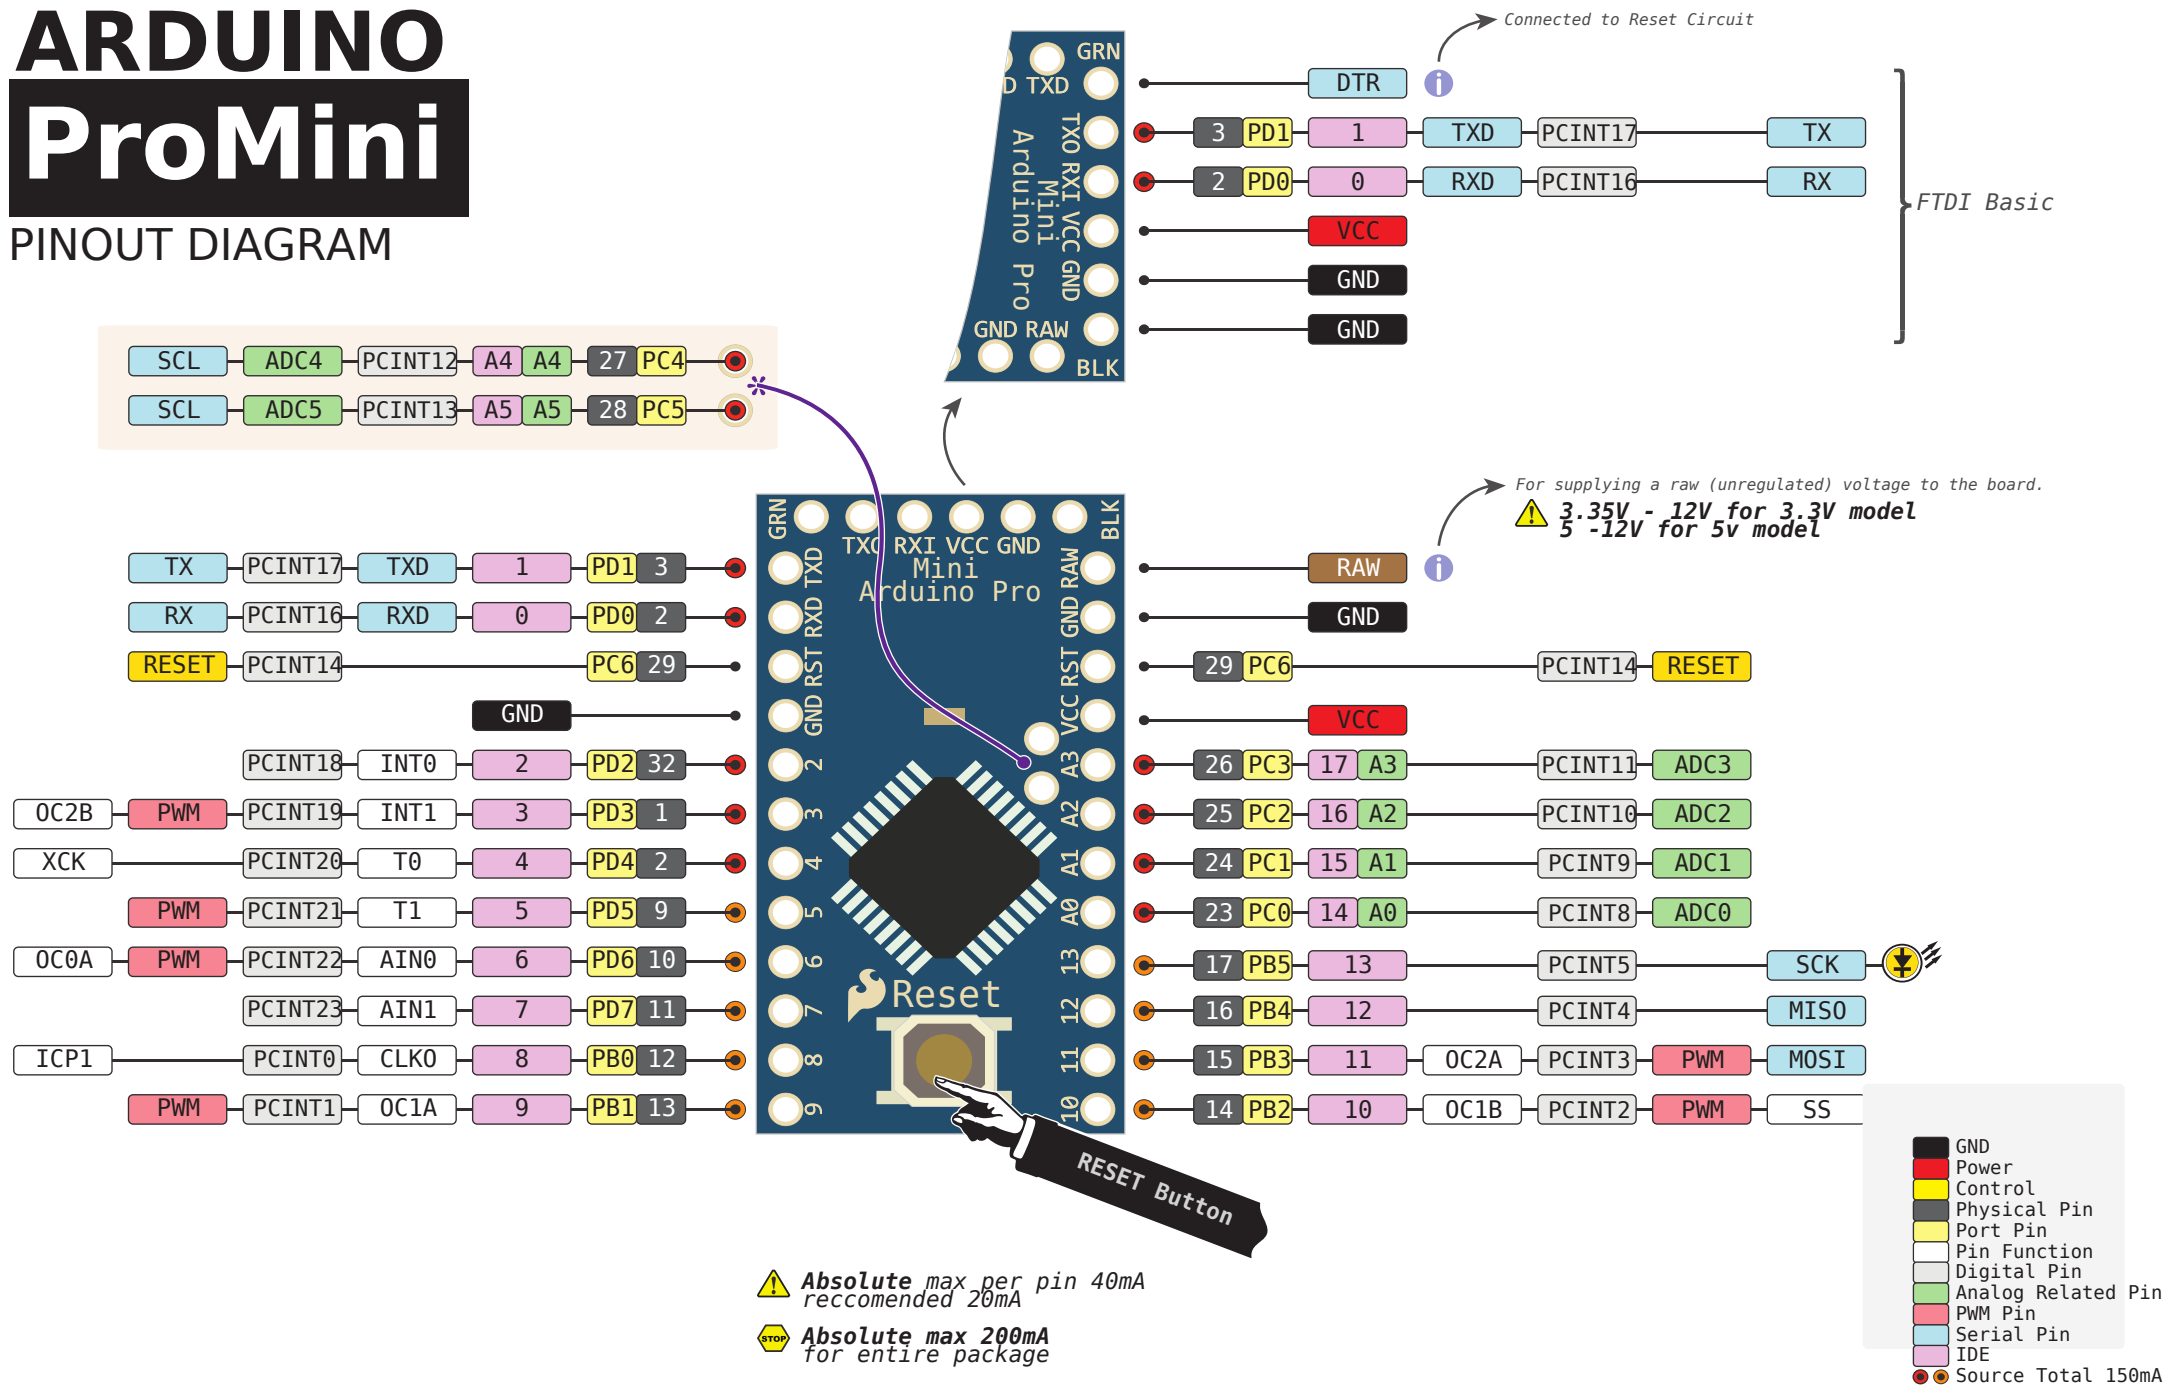 ARDUINO
ProMini
PINOUT DIAGRAM
Connected to Reset Circuit
GRN
D TXD
TXO RXI VCC GND
Mini
Arduino Pro
GND RAW
BLK
DTR
3 PD1 1 TXD PCINT17 TX
2 PD0 0 RXD PCINT16 RX
VCC
GND
GND
FTDI Basic
SCL ADC4 PCINT12 A4 A4 27 PC4
SCL ADC5 PCINT13 A5 A5 28 PC5
For supplying a raw (unregulated) voltage to the board.
3.35V - 12V for 3.3V model
5 -12V for 5v model
GRN
BLK
TXO RXI VCC GND
Mini
Arduino Pro
TX PCINT17 TXD 1 PD1 3
RX PCINT16 RXD 0 PD0 2
RESET PCINT14 PC6 29
GND
PCINT18 INT0 2 PD2 32
OC2B PWM PCINT19 INT1 3 PD3 1
XCK PCINT20 T0 4 PD4 2
PWM PCINT21 T1 5 PD5 9
OC0A PWM PCINT22 AIN0 6 PD6 10
PCINT23 AIN1 7 PD7 11
ICP1 PCINT0 CLKO 8 PB0 12
PWM PCINT1 OC1A 9 PB1 13
TXD
RXD
RST
GND
2
3
4
5
6
7
8
9
RAW
GND
RST
VCC
A3
A2
A1
A0
13
12
11
10
Reset
RAW
GND
29 PC6 PCINT14 RESET
VCC
26 PC3 17 A3 PCINT11 ADC3
25 PC2 16 A2 PCINT10 ADC2
24 PC1 15 A1 PCINT9 ADC1
23 PC0 14 A0 PCINT8 ADC0
17 PB5 13 PCINT5 SCK
16 PB4 12 PCINT4 MISO
15 PB3 11 OC2A PCINT3 PWM MOSI
14 PB2 10 OC1B PCINT2 PWM SS
RESET Button
Absolute max per pin 40mA
reccomended 20mA
STOP
Absolute max 200mA
for entire package
GND
Power
Control
Physical Pin
Port Pin
Pin Function
Digital Pin
Analog Related Pin
PWM Pin
Serial Pin
IDE
Source Total 150mA